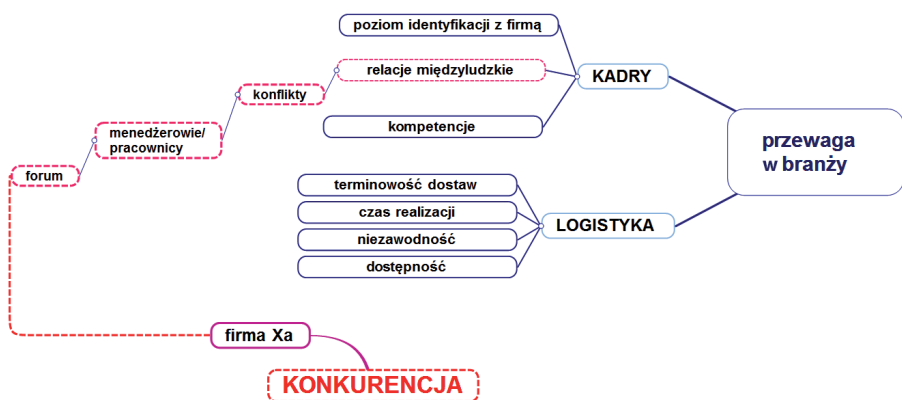 poziom identyfikacji z firmą
relacje międzyludzkie
KADRY
konflikty
kompetencje
menedżerowie/
pracownicy
przewaga
w branży
forum
terminowość dostaw
czas realizacji
LOGISTYKA
niezawodność
dostępność
firma Xa
KONKURENCJA